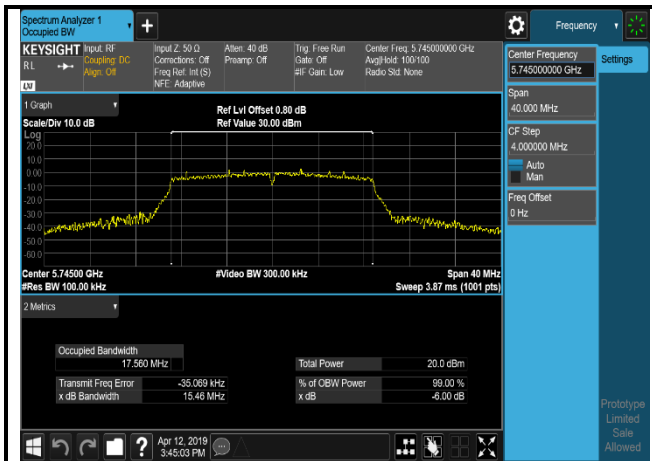 Spectrum Analyzer 1
Occupied BW
+
Frequency
KEYSIGHT Input: RF Input Z: 50 Ω Atten: 40 dB Trig: Free Run Center Freq: 5.745000000 GHz
RL Coupling: DC Corrections: Off Preamp: Off Gate: Off Avg|Hold: 100/100
Align: Off Freq Ref: Int (S) #IF Gain: Low Radio Std: None
NFE: Adaptive
LXI
Center Frequency
5.745000000 GHz
Settings
Span
40.000 MHz
CF Step
4.000000 MHz
Auto
Man
Freq Offset
0 Hz
1 Graph
Ref Lvl Offset 0.80 dB
Scale/Div 10.0 dB Ref Value 30.00 dBm
Log
20.0
10.0
0.00
-10.0
-20.0
-30.0
-40.0
-50.0
-60.0
Center 5.74500 GHz #Video BW 300.00 kHz Span 40 MHz
#Res BW 100.00 kHz Sweep 3.87 ms (1001 pts)
2 Metrics
Occupied Bandwidth
17.560 MHz Total Power 20.0 dBm
Transmit Freq Error -35.069 kHz % of OBW Power 99.00 %
x dB Bandwidth 15.46 MHz x dB -6.00 dB
Prototype
Limited
Sale
Allowed
? Apr 12, 2019
3:45:03 PM